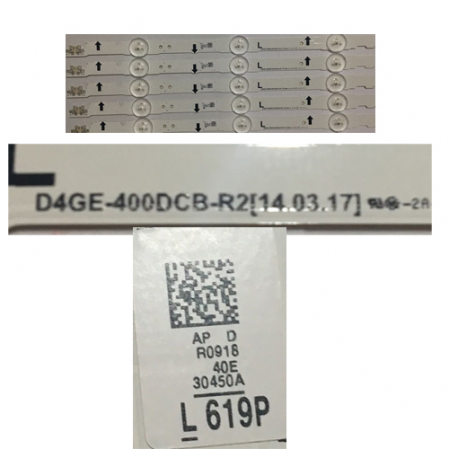 L
L
L
L
L
D4GE-400DCB-R2[14.03.17]
AP D
R0918
40E
30450A
L 619P